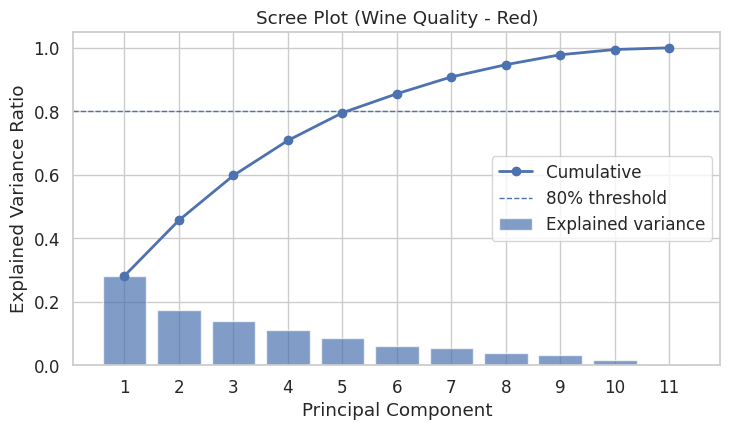 Scree Plot (Wine Quality - Red)
Explained Variance Ratio
1.0
0.8
0.6
0.4
0.2
0.0
Cumulative
80% threshold
Explained variance
1 2 3 4 5 6 7 8 9 10 11
Principal Component